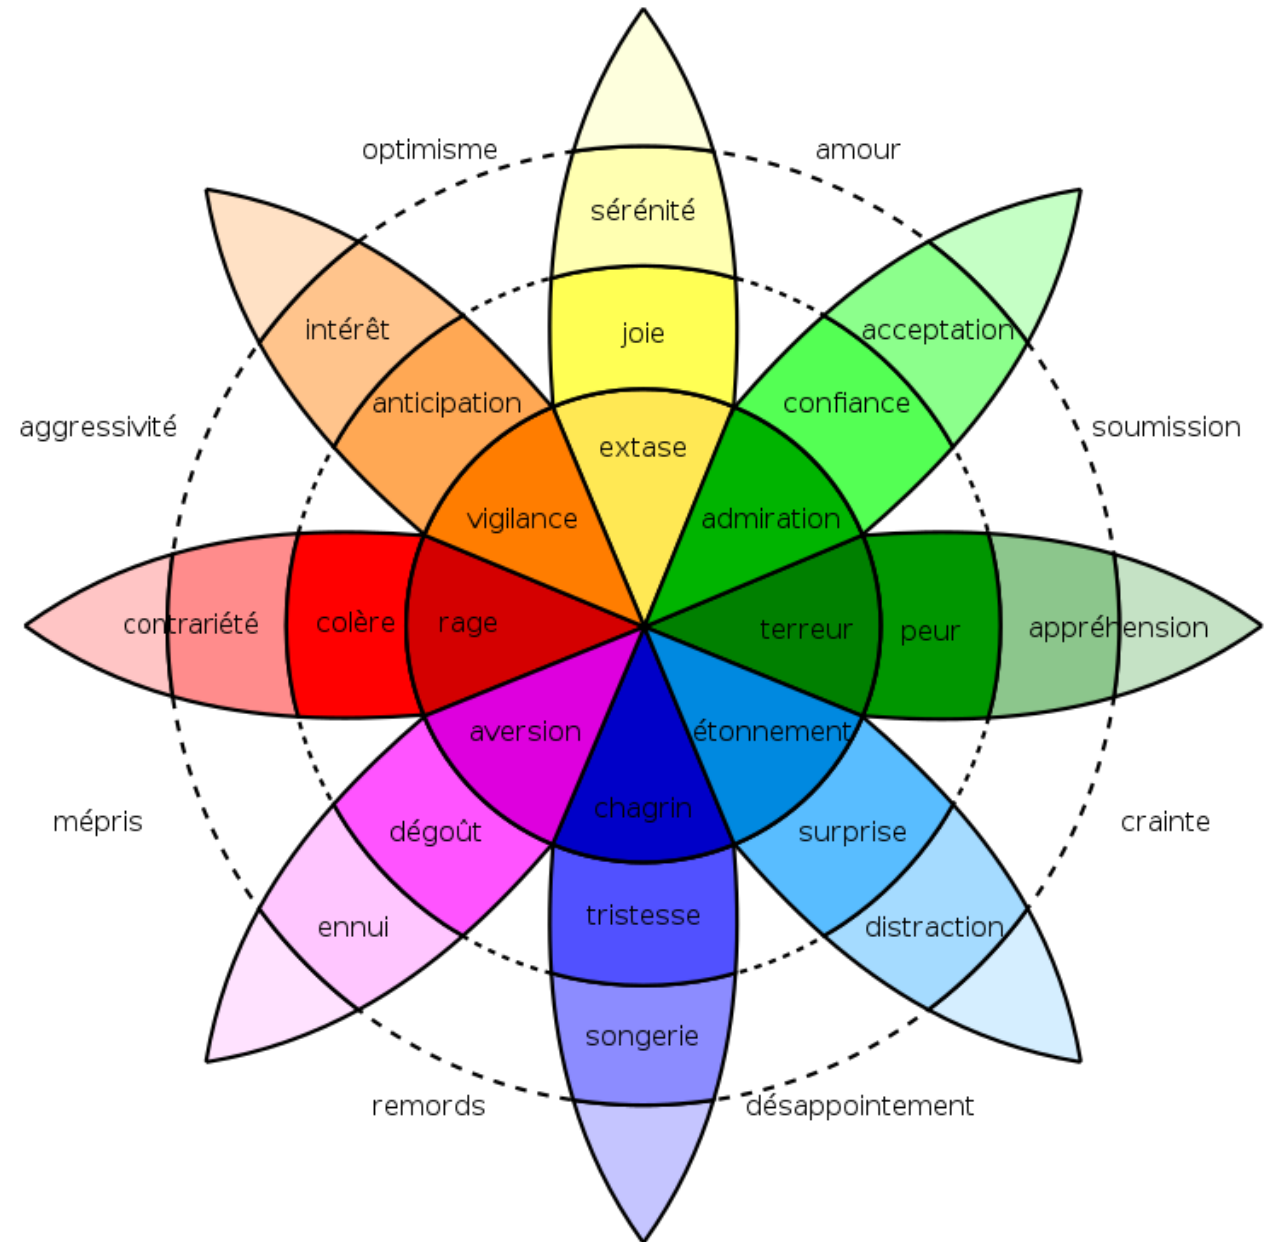 optimisme
amour
sérénité
intérêt
joie
acceptation
anticipation
confiance
aggressivité
soumission
extase
vigilance
admiration
contrariété
colère
rage
terreur
peur
appréhension
aversion
étonnement
chagrin
mépris
dégoût
surprise
crainte
tristesse
ennui
distraction
songerie
remords
désappointement